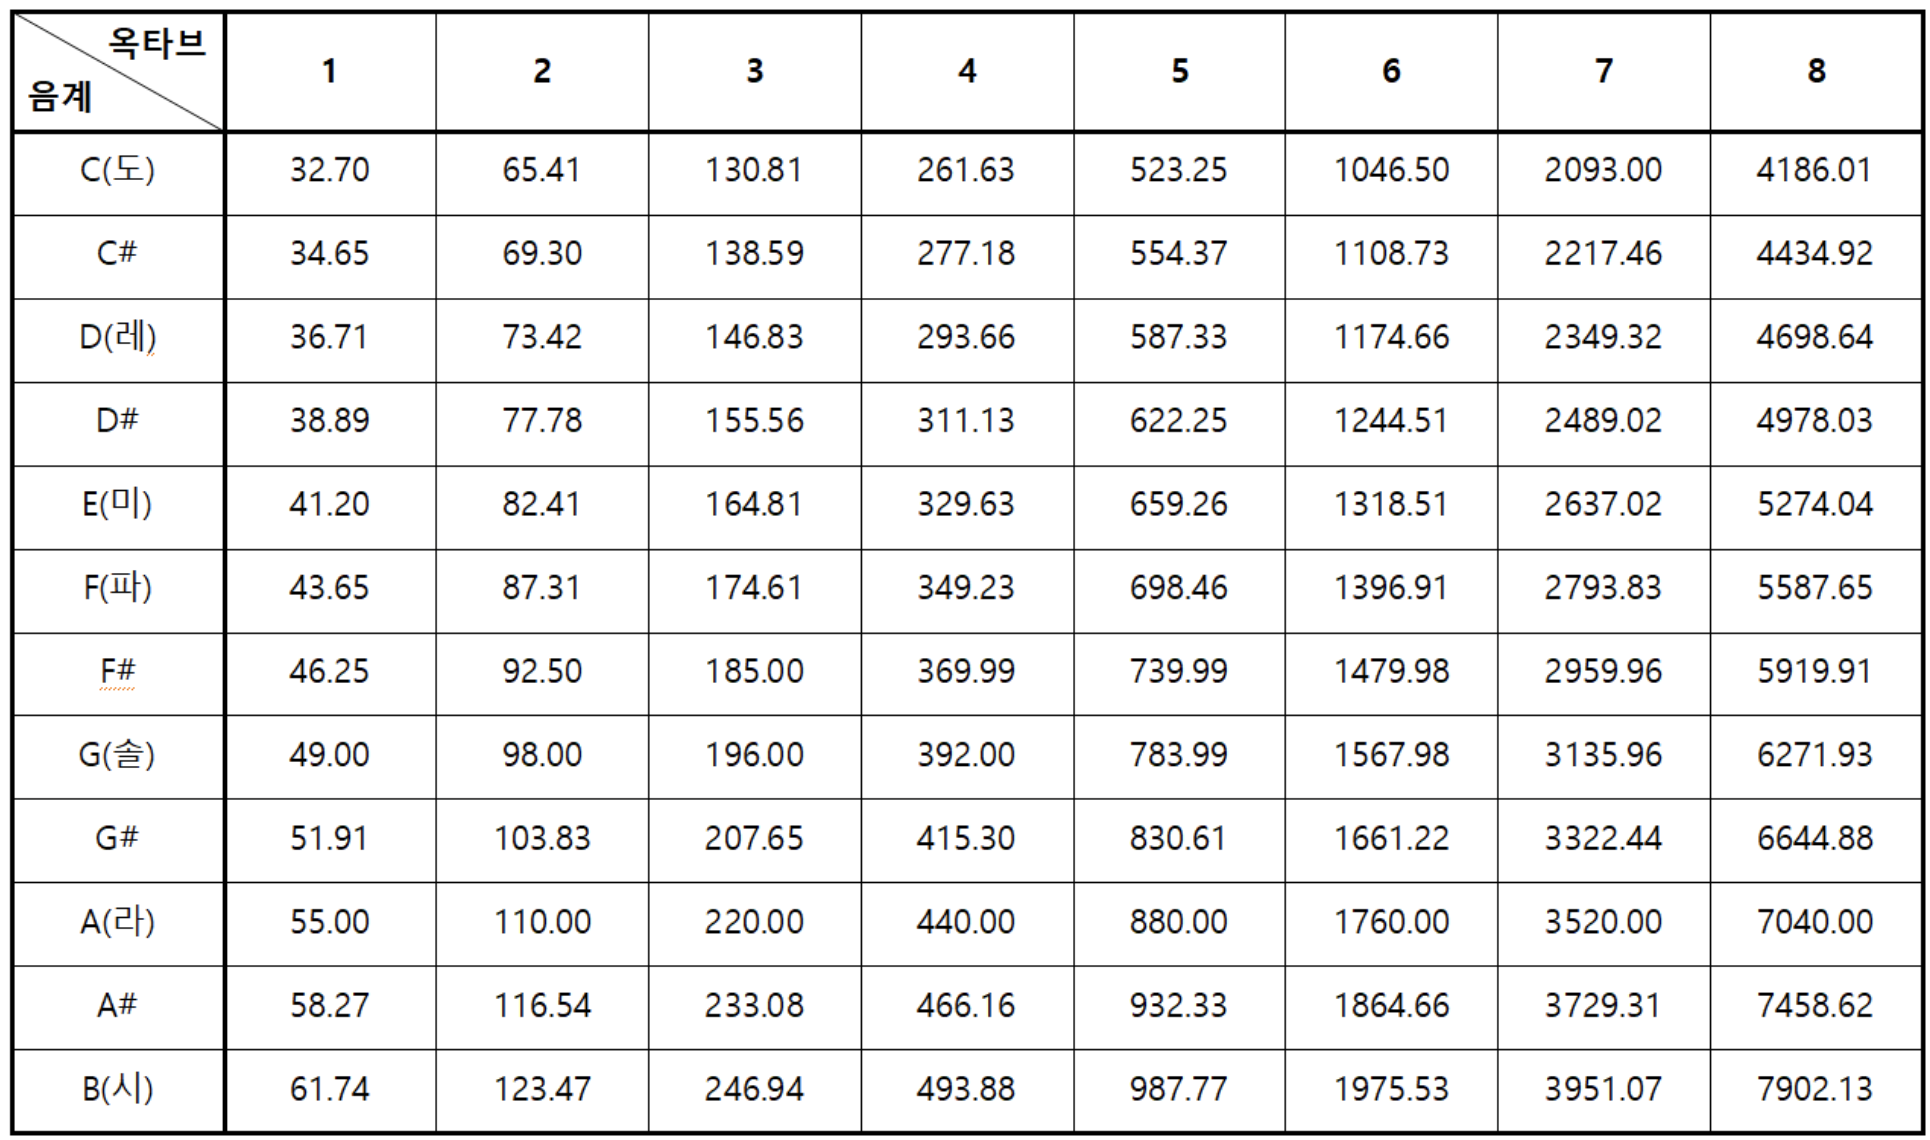 옥타브
음계 1 2 3 4 5 6 7 8
C(도) 32.70 65.41 130.81 261.63 523.25 1046.50 2093.00 4186.01
C# 34.65 69.30 138.59 277.18 554.37 1108.73 2217.46 4434.92
D(레) 36.71 73.42 146.83 293.66 587.33 1174.66 2349.32 4698.64
D# 38.89 77.78 155.56 311.13 622.25 1244.51 2489.02 4978.03
E(미) 41.20 82.41 164.81 329.63 659.26 1318.51 2637.02 5274.04
F(파) 43.65 87.31 174.61 349.23 698.46 1396.91 2793.83 5587.65
F# 46.25 92.50 185.00 369.99 739.99 1479.98 2959.96 5919.91
G(솔) 49.00 98.00 196.00 392.00 783.99 1567.98 3135.96 6271.93
G# 51.91 103.83 207.65 415.30 830.61 1661.22 3322.44 6644.88
A(라) 55.00 110.00 220.00 440.00 880.00 1760.00 3520.00 7040.00
A# 58.27 116.54 233.08 466.16 932.33 1864.66 3729.31 7458.62
B(시) 61.74 123.47 246.94 493.88 987.77 1975.53 3951.07 7902.13